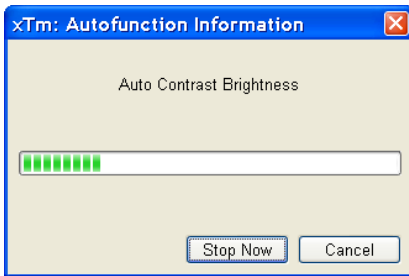 xTm: Autofunction Information
Auto Contrast Brightness
Stop Now
Cancel